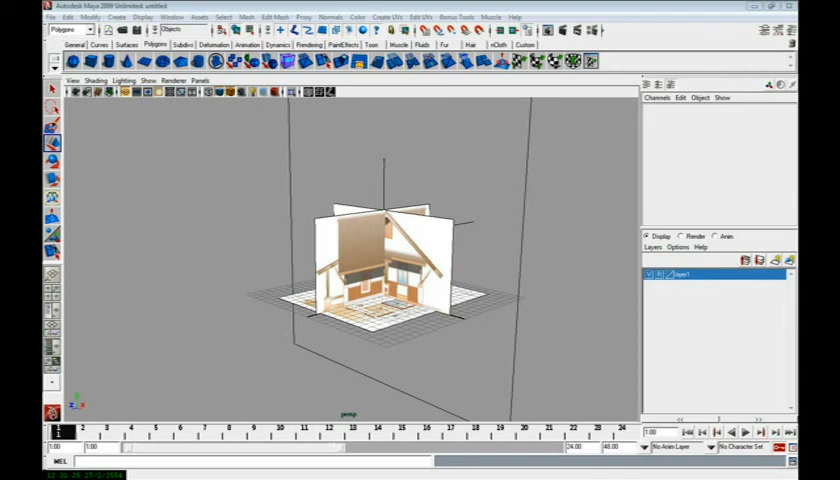 Autodesk Maya 2008 Unlimited: untitled
File Edit Modify Create Display Window Assets Select Mesh Edit Mesh Proxy Normals Color Create UVs Edit UVs Bonus Tools Muscle Help
Polygons Objects
General Curves Surfaces Polygons Subdivs Deformation Animation Dynamics Rendering PaintEffects Toon Muscle Fluids Fur Hair nCloth Custom
View Shading Lighting Show Renderer Panels
Channels Edit Object Show
Display Render Anim
Layers Options Help
V R layer1
persp
1 2 3 4 5 6 7 8 9 10 11 12 13 14 15 16 17 18 19 20 21 22 23 24
1
1.00
1.00 1.00 24.00 48.00 No Anim Layer No Character Set
MEL